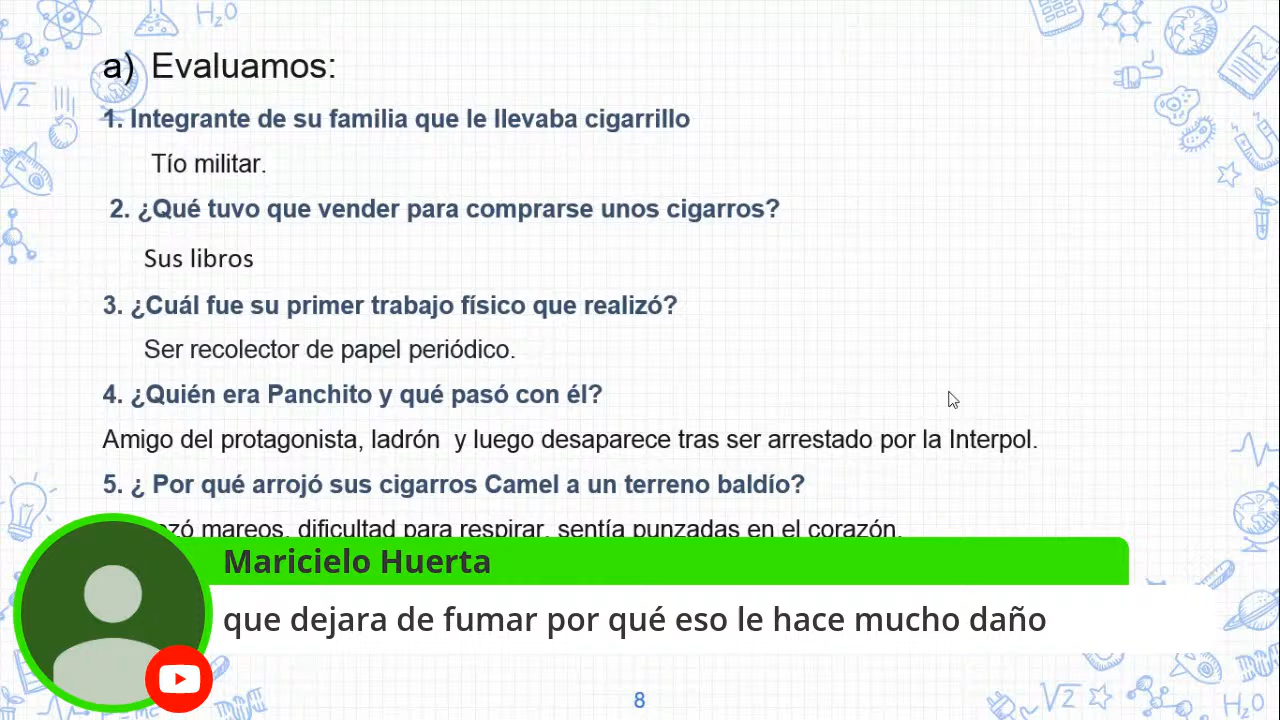 a) Evaluamos:
1. Integrante de su familia que le llevaba cigarrillo
Tío militar.
2. ¿Qué tuvo que vender para comprarse unos cigarros?
Sus libros
3. ¿Cuál fue su primer trabajo físico que realizó?
Ser recolector de papel periódico.
4. ¿Quién era Panchito y qué pasó con él?
Amigo del protagonista, ladrón y luego desaparece tras ser arrestado por la Interpol.
5. ¿ Por qué arrojó sus cigarros Camel a un terreno baldío?
mareos, dificultad para respirar, sentía punzadas en el corazón.
Maricielo Huerta
que dejara de fumar por qué eso le hace mucho daño
8
H₂O
√2
√2
H₂O